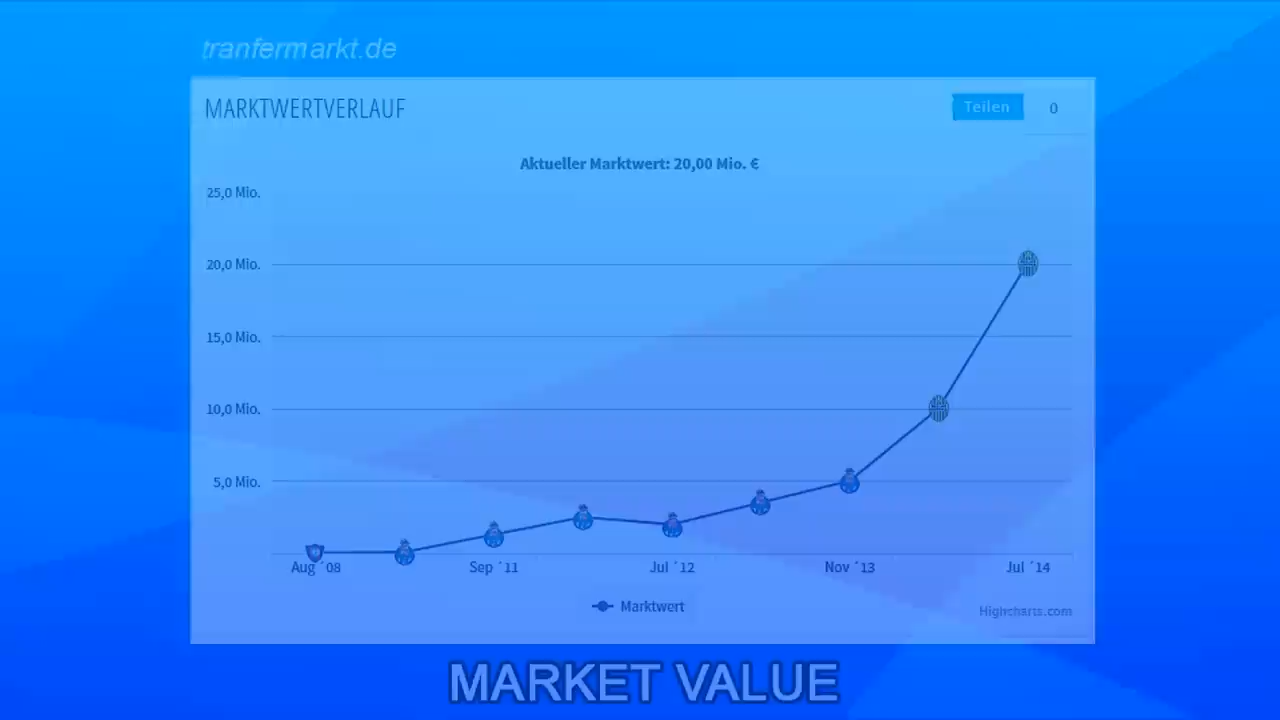 tranfermarkt.de
MARKTWERTVERLAUF
Teilen 0
Aktueller Marktwert: 20,00 Mio. €
25,0 Mio.
20,0 Mio.
15,0 Mio.
10,0 Mio.
5,0 Mio.
Aug ´08 Sep ´11 Jul ´12 Nov ´13 Jul ´14
Marktwert
Highcharts.com
MARKET VALUE